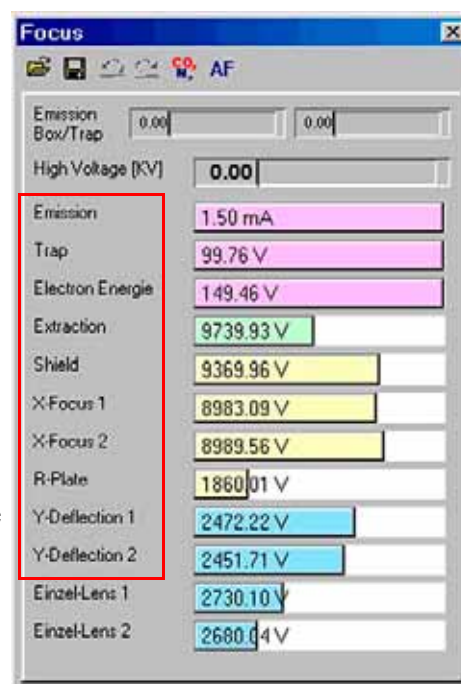 Focus
CO₂ N₂ AF
Emission Box/Trap 0.00 0.00
High Voltage [KV] 0.00
Emission 1.50 mA
Trap 99.76 V
Electron Energie 149.46 V
Extraction 9739.93 V
Shield 9369.96 V
X-Focus 1 8983.09 V
X-Focus 2 8989.56 V
R-Plate 1860.01 V
Y-Deflection 1 2472.22 V
Y-Deflection 2 2451.71 V
Einzel-Lens 1 2730.10 V
Einzel-Lens 2 2680.04 V